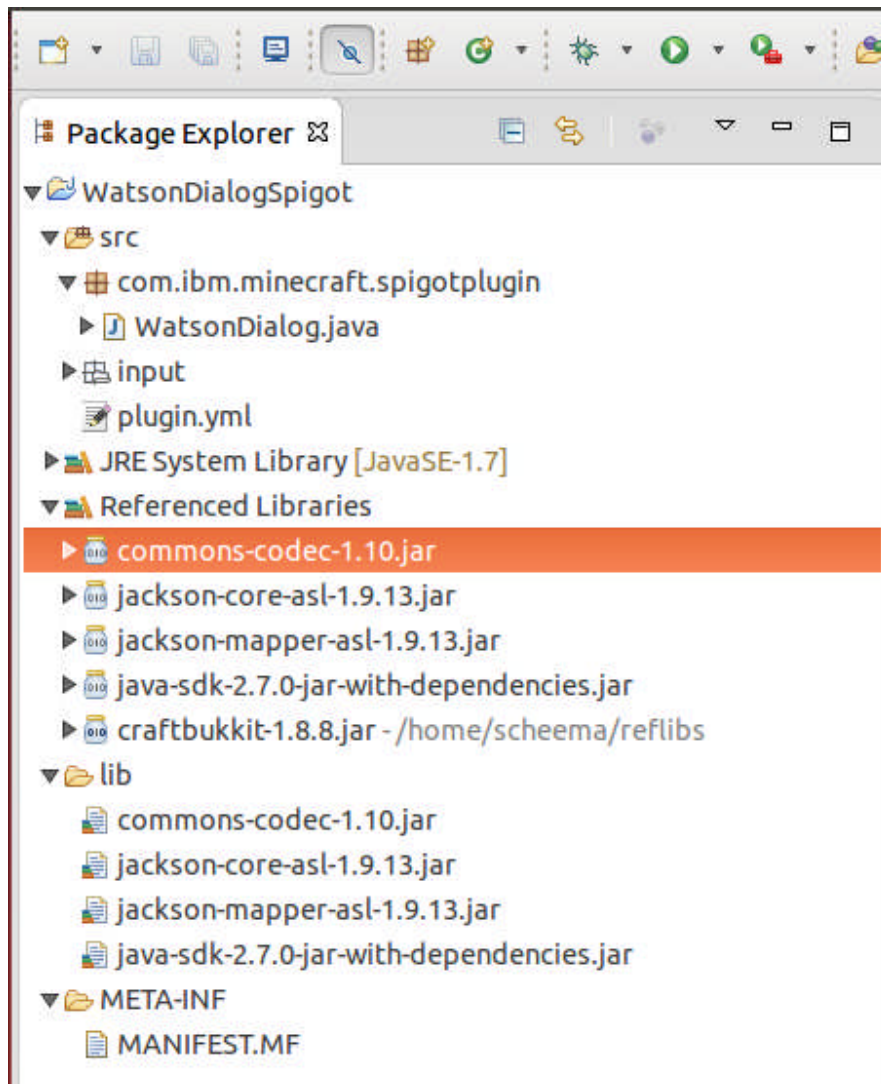 Package Explorer
WatsonDialogSpigot
src
com.ibm.minecraft.spigotplugin
WatsonDialog.java
input
plugin.yml
JRE System Library [JavaSE-1.7]
Referenced Libraries
commons-codec-1.10.jar
jackson-core-asl-1.9.13.jar
jackson-mapper-asl-1.9.13.jar
java-sdk-2.7.0-jar-with-dependencies.jar
craftbukkit-1.8.8.jar - /home/scheema/reflibs
lib
commons-codec-1.10.jar
jackson-core-asl-1.9.13.jar
jackson-mapper-asl-1.9.13.jar
java-sdk-2.7.0-jar-with-dependencies.jar
META-INF
MANIFEST.MF